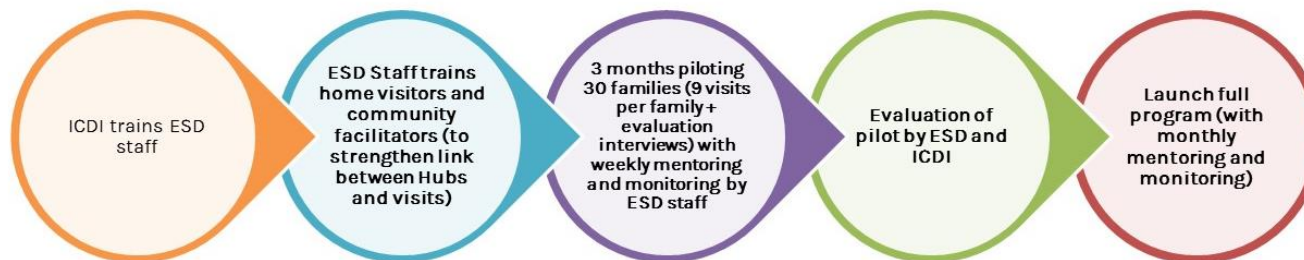 ICDI trains ESD
staff
ESD Staff trains
home visitors and
community
facilitators (to
strengthen link
between Hubs
and visits)
3 months piloting
30 families (9 visits
per family +
evaluation
interviews) with
weekly mentoring
and monitoring by
ESD staff
Evaluation of
pilot by ESD and
ICDI
Launch full
program (with
monthly
mentoring and
monitoring)